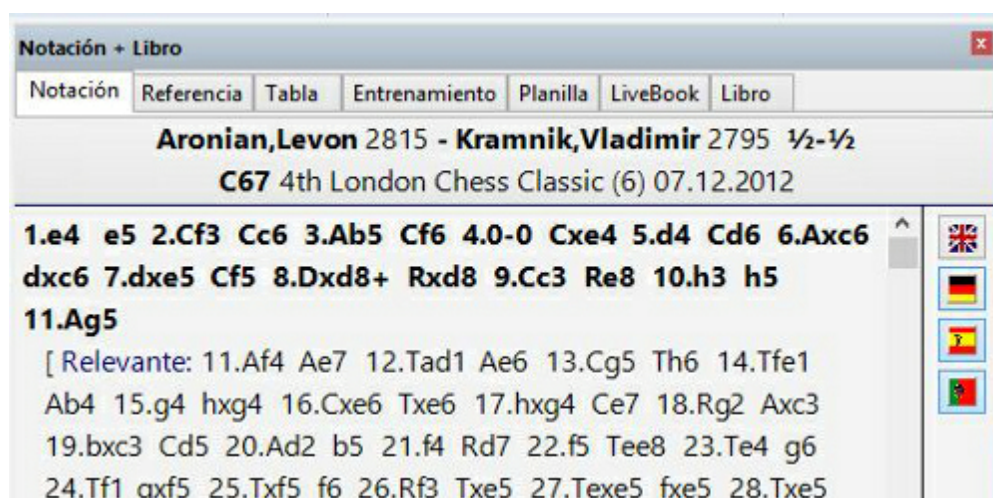 Notación + Libro
Notación Referencia Tabla Entrenamiento Planilla LiveBook Libro
Aronian,Levon 2815 - Kramnik,Vladimir 2795 ½-½
C67 4th London Chess Classic (6) 07.12.2012
1.e4 e5 2.Cf3 Cc6 3.Ab5 Cf6 4.0-0 Cxe4 5.d4 Cd6 6.Axc6
dxc6 7.dxe5 Cf5 8.Dxd8+ Rxd8 9.Cc3 Re8 10.h3 h5
11.Ag5
[ Relevante: 11.Af4 Ae7 12.Tad1 Ae6 13.Cg5 Th6 14.Tfe1
Ab4 15.g4 hxg4 16.Cxe6 Txe6 17.hxg4 Ce7 18.Rg2 Axc3
19.bxc3 Cd5 20.Ad2 b5 21.f4 Rd7 22.f5 Tee8 23.Te4 g6
24.Tf1 gxf5 25.Txf5 f6 26.Rf3 Txe5 27.Texe5 fxe5 28.Txe5